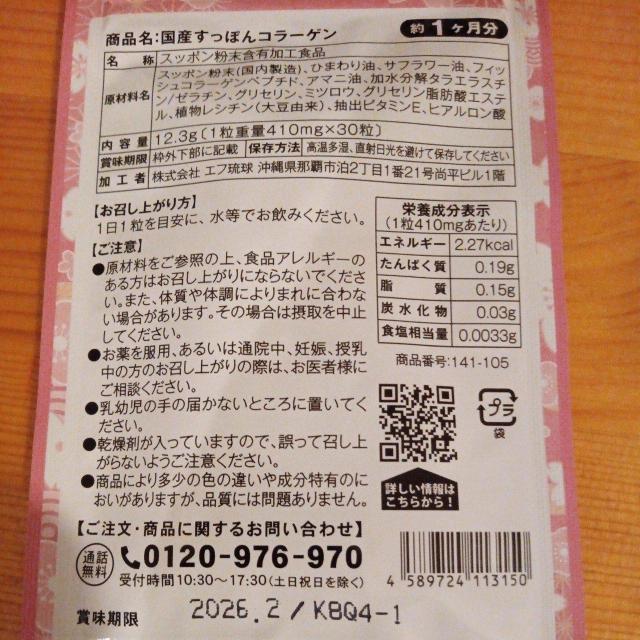 商品名:国産すっぽんコラーゲン
約1ヶ月分
名 称 スッポン粉末含有加工食品
原材料名 スッポン粉末(国内製造)、ひまわり油、サフラワー油、フィッ
シュコラーゲンペプチド、アマニ油、加水分解タラエラスチ
ン/ゼラチン、グリセリン、ミツロウ、グリセリン脂肪酸エステ
ル、植物レシチン(大豆由来)、抽出ビタミンE、ヒアルロン酸
内容量 12.3g(1粒重量410mg×30粒)
賞味期限 枠外下部に記載 保存方法 高温多湿、直射日光を避けて保存してください
加工者 株式会社 エフ琉球 沖縄県那覇市泊2丁目1番21号尚平ビル1階
【お召し上がり方】
1日1粒を目安に、水等でお飲みください。
【ご注意】
●原材料をご参照の上、食品アレルギーの
ある方はお召し上がりにならないでくださ
い。また、体質や体調によりまれに合わな
い場合があります。その場合は摂取を中止
してください。
●お薬を服用、あるいは通院中、妊娠、授乳
中の方のお召し上がりの際は、お医者様に
ご相談ください。
●乳幼児の手の届かないところに置いてく
ださい。
●乾燥剤が入っていますので、誤って召し上
がらないようご注意ください。
●商品により多少の色の違いや成分特有のに
おいがありますが、品質には問題ありません。
栄養成分表示
(1粒410mgあたり)
エネルギー 2.27kcal
たんぱく質 0.19g
脂質 0.15g
炭水化物 0.03g
食塩相当量 0.0033g
商品番号:141-105
プラ
袋
詳しい情報は
こちらから!
【ご注文・商品に関するお問い合わせ】
通話
無料
0120-976-970
受付時間10:30~17:30(土日祝日を除く)
4 589724 113150
賞味期限 2026.2/K8Q4-1